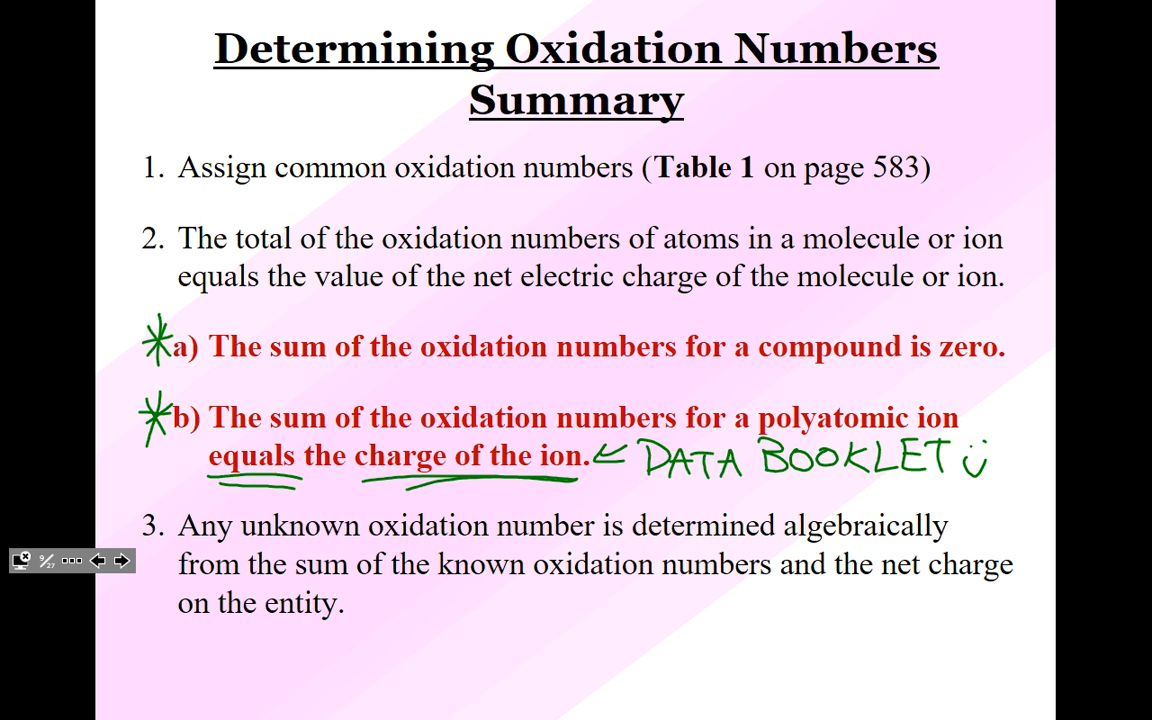 Determining Oxidation Numbers
Summary
1. Assign common oxidation numbers (Table 1 on page 583)
2. The total of the oxidation numbers of atoms in a molecule or ion
equals the value of the net electric charge of the molecule or ion.
*a) The sum of the oxidation numbers for a compound is zero.
*b) The sum of the oxidation numbers for a polyatomic ion
equals the charge of the ion. ← DATA BOOKLET
3. Any unknown oxidation number is determined algebraically
9/27
from the sum of the known oxidation numbers and the net charge
on the entity.